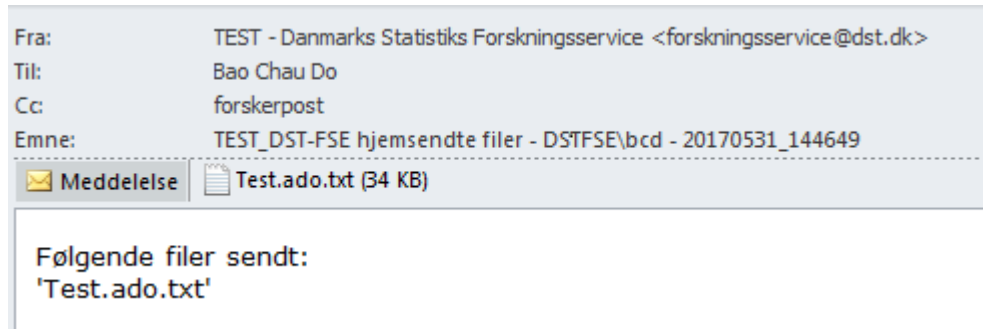 Fra: TEST - Danmarks Statistiks Forskningsservice <forskningsservice@dst.dk>
Til: Bao Chau Do
Cc: forskerpost
Emne: TEST_DST-FSE hjemsendte filer - DSTFSE\bcd - 20170531_144649
Meddelelse Test.ado.txt (34 KB)
Følgende filer sendt:
'Test.ado.txt'